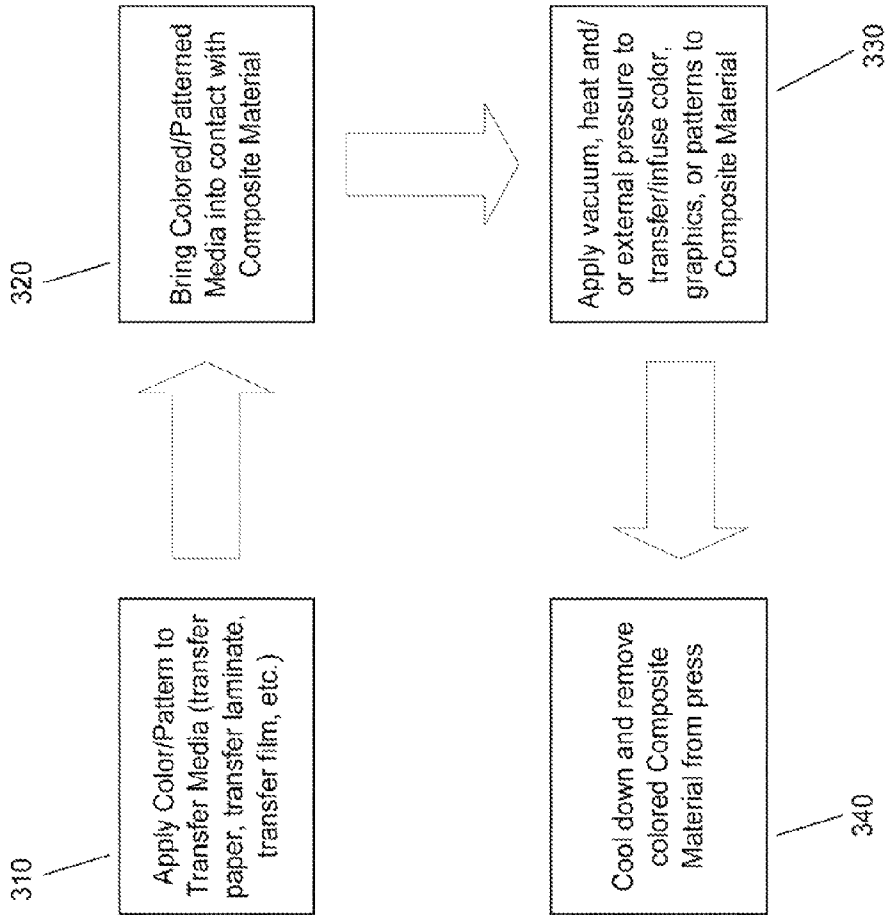 310
Apply Color/Pattern to
Transfer Media (transfer
paper, transfer laminate,
transfer film, etc.)
320
Bring Colored/Patterned
Media into contact with
Composite Material
Apply vacuum, heat and/
or external pressure to
transfer/infuse color,
graphics, or patterns to
Composite Material
330
Cool down and remove
colored Composite
Material from press
340